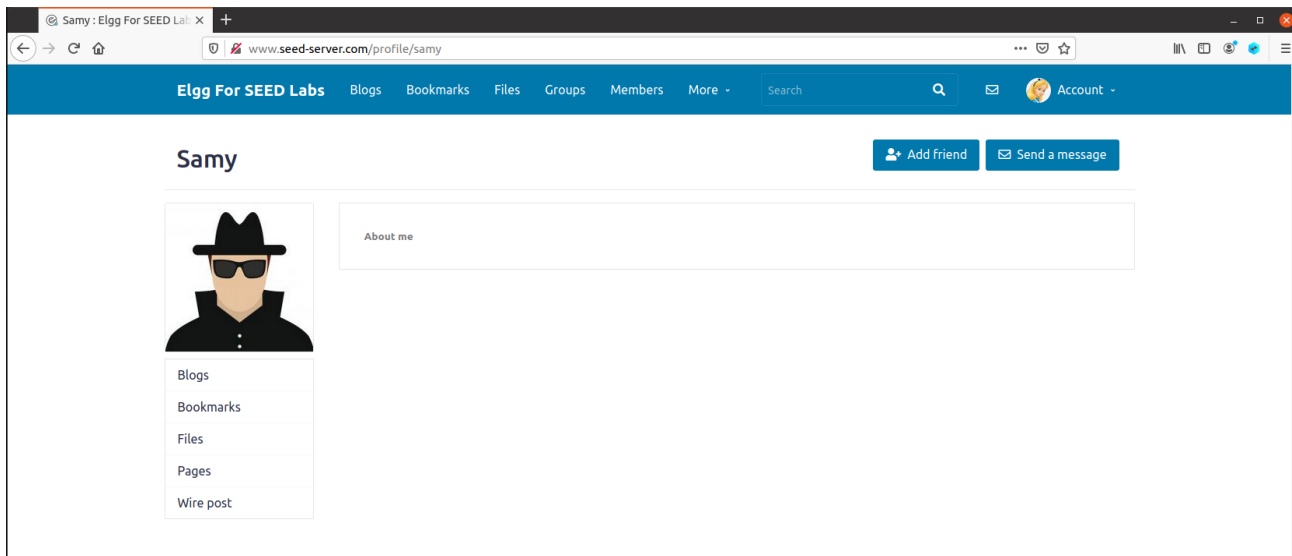 Samy : Elgg For SEED Lab
www.seed-server.com/profile/samy
Elgg For SEED Labs Blogs Bookmarks Files Groups Members More Search Account
Samy Add friend Send a message
About me
Blogs
Bookmarks
Files
Pages
Wire post